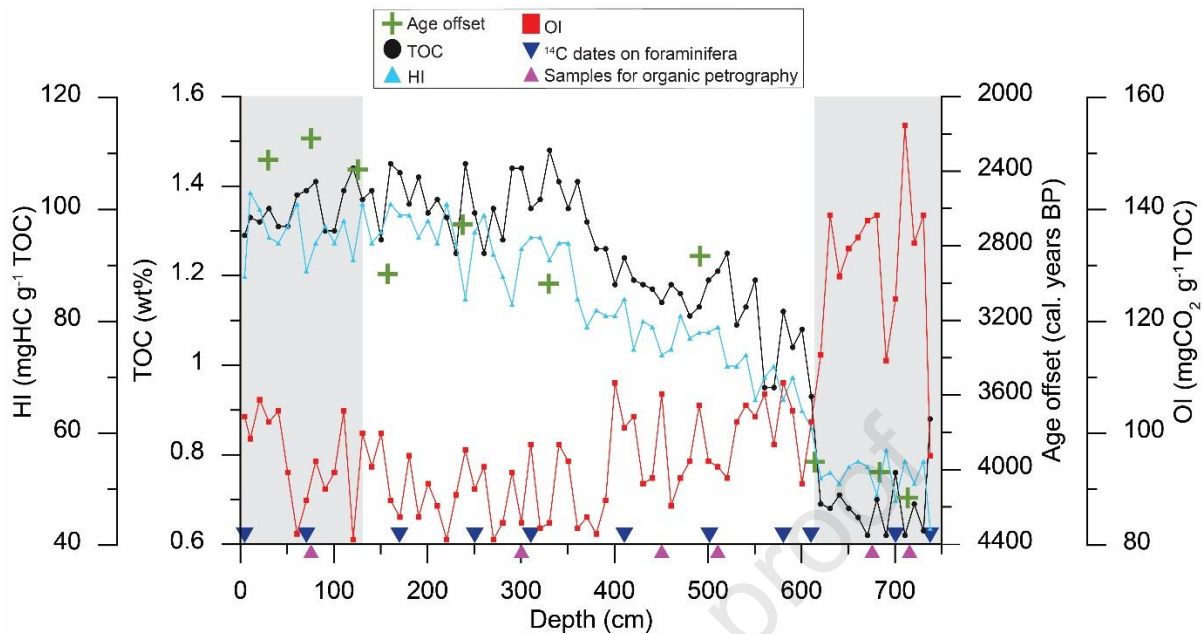 Age offset
OI
TOC
¹⁴C dates on foraminifera
HI
Samples for organic petrography
120
100
80
60
40
HI (mgHC g⁻¹ TOC)
1.6
1.4
1.2
1
0.8
0.6
TOC (wt%)
2000
2400
2800
3200
3600
4000
4400
Age offset (cal. years BP)
160
140
120
100
80
OI (mgCO₂ g⁻¹ TOC)
0
100
200
300
400
500
600
700
Depth (cm)
proof